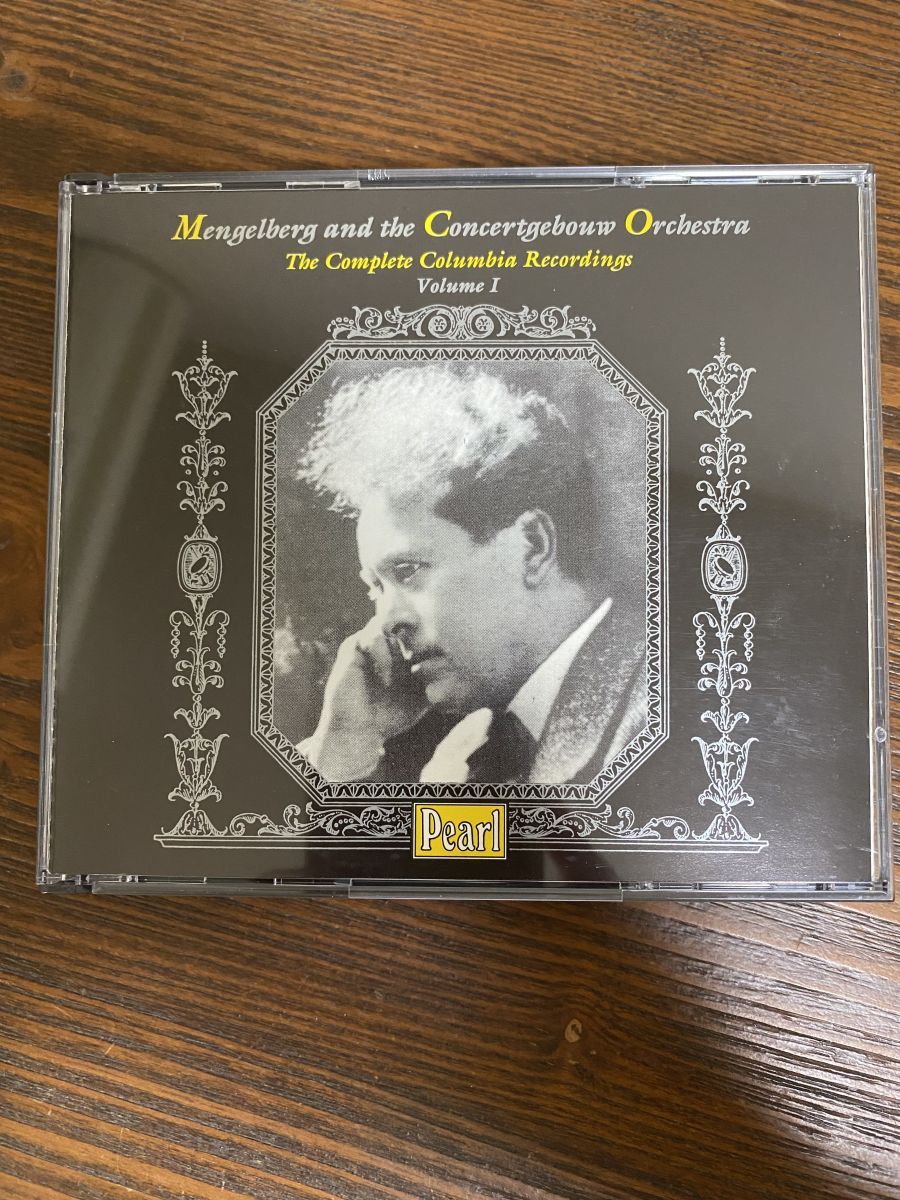 Mengelberg and the Concertgebouw Orchestra
The Complete Columbia Recordings
Volume I
Pearl